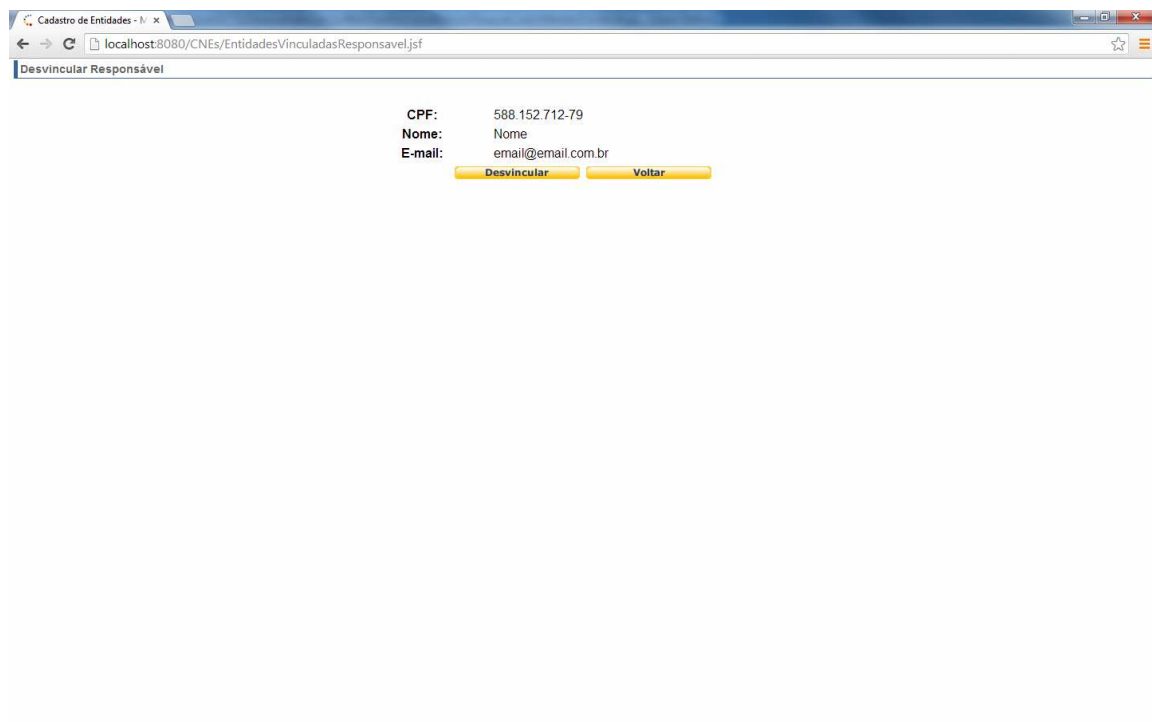 Cadastro de Entidades - M
localhost:8080/CNEs/EntidadesVinculadasResponsavel.jsf
Desvincular Responsável
CPF: 588.152.712-79
Nome: Nome
E-mail: email@email.com.br
Desvincular Voltar